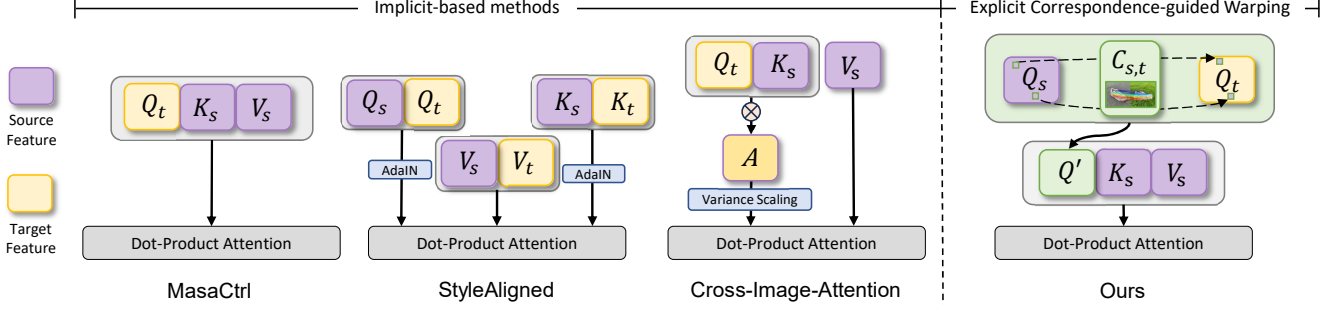 Implicit-based methods
Explicit Correspondence-guided Warping
Source
Feature
Target
Feature
Q_t K_s V_s
Dot-Product Attention
MasaCtrl
Q_s Q_t
K_s K_t
V_s V_t
AdaIN
AdaIN
Dot-Product Attention
StyleAligned
Q_t K_s V_s
A
Variance Scaling
Dot-Product Attention
Cross-Image-Attention
Q_s C_{s,t} Q_t
Q' K_s V_s
Dot-Product Attention
Ours